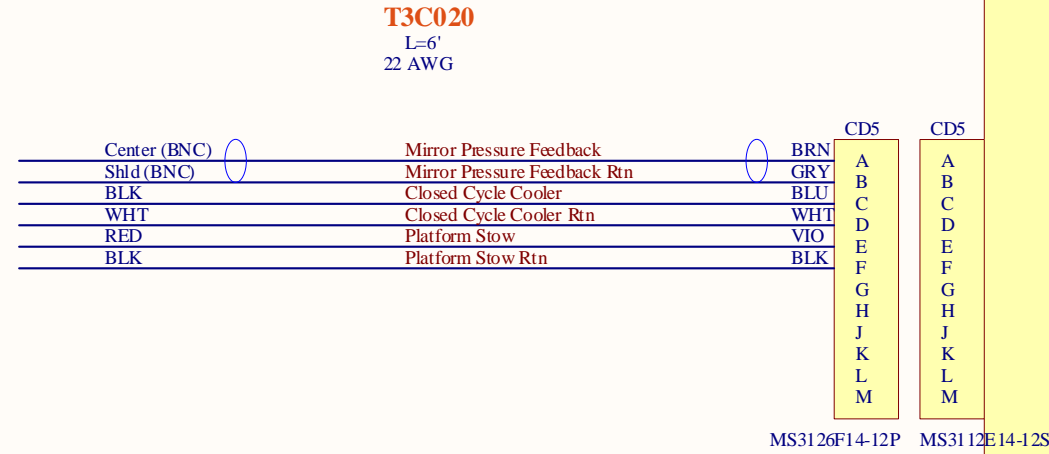 T3C020
L=6'
22 AWG
CD5 CD5
Center (BNC) Mirror Pressure Feedback BRN A A
Shld (BNC) Mirror Pressure Feedback Rtn GRY B B
BLK Closed Cycle Cooler BLU C C
WHT Closed Cycle Cooler Rtn WHT D D
RED Platform Stow VIO E E
BLK Platform Stow Rtn BLK F F
G G
H H
J J
K K
L L
M M
MS3126F14-12P MS3112E14-12S